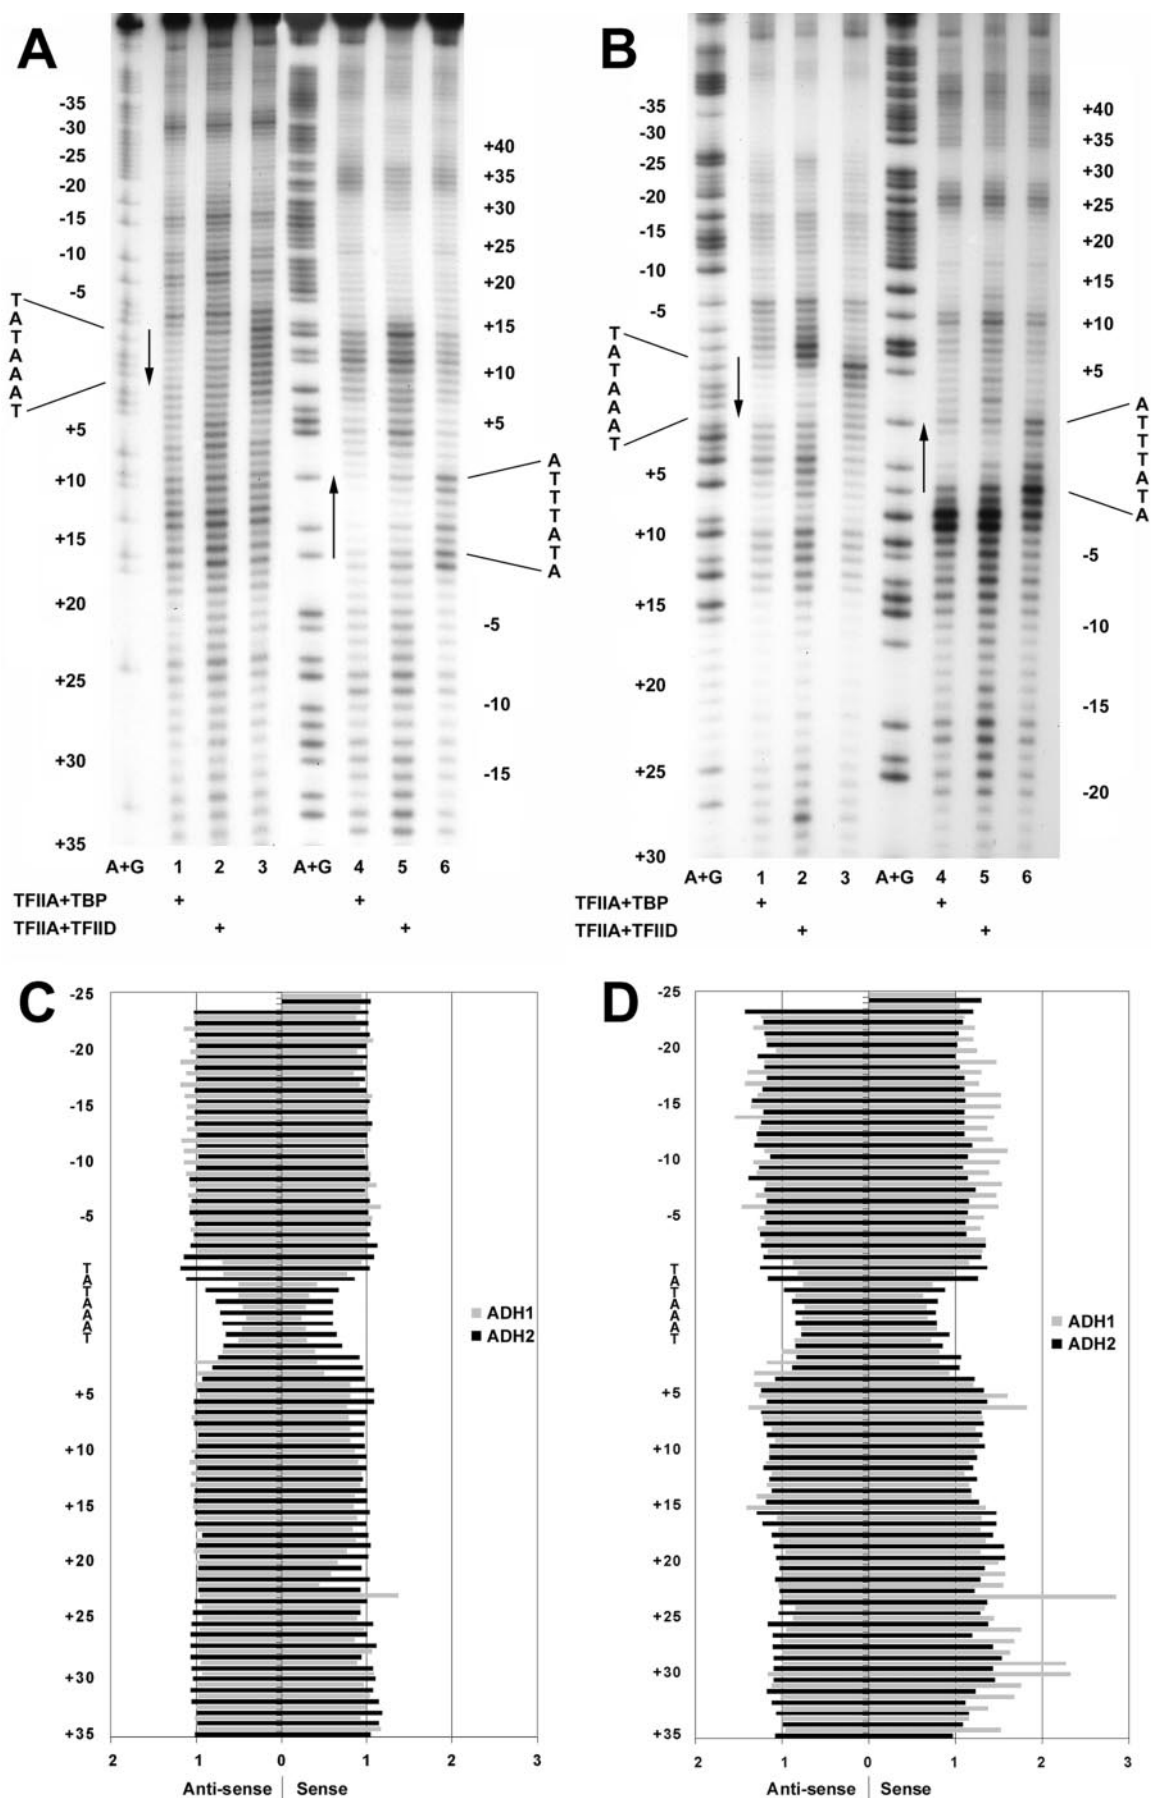 A
-35
-30
-25
-20
-15
-10
-5
+5
+10
+15
+20
+25
+30
+35
T
A
T
A
A
A
T
+40
+35
+30
+25
+20
+15
+10
+5
-5
-10
-15
A
T
T
T
A
T
A
A+G 1 2 3 A+G 4 5 6
TFIIA+TBP + +
TFIIA+TFIID + +
B
-35
-30
-25
-20
-15
-10
-5
+5
+10
+15
+20
+25
+30
T
A
T
A
A
A
T
+40
+35
+30
+25
+20
+15
+10
+5
-5
-10
-15
-20
A
T
T
T
A
T
A
A+G 1 2 3 A+G 4 5 6
TFIIA+TBP + +
TFIIA+TFIID + +
C
-25
-20
-15
-10
-5
T
A
T
A
A
A
T
+5
+10
+15
+20
+25
+30
+35
ADH1
ADH2
2 1 0 1 2 3
Anti-sense Sense
D
-25
-20
-15
-10
-5
T
A
T
A
A
A
T
+5
+10
+15
+20
+25
+30
+35
ADH1
ADH2
2 1 0 1 2 3
Anti-sense Sense